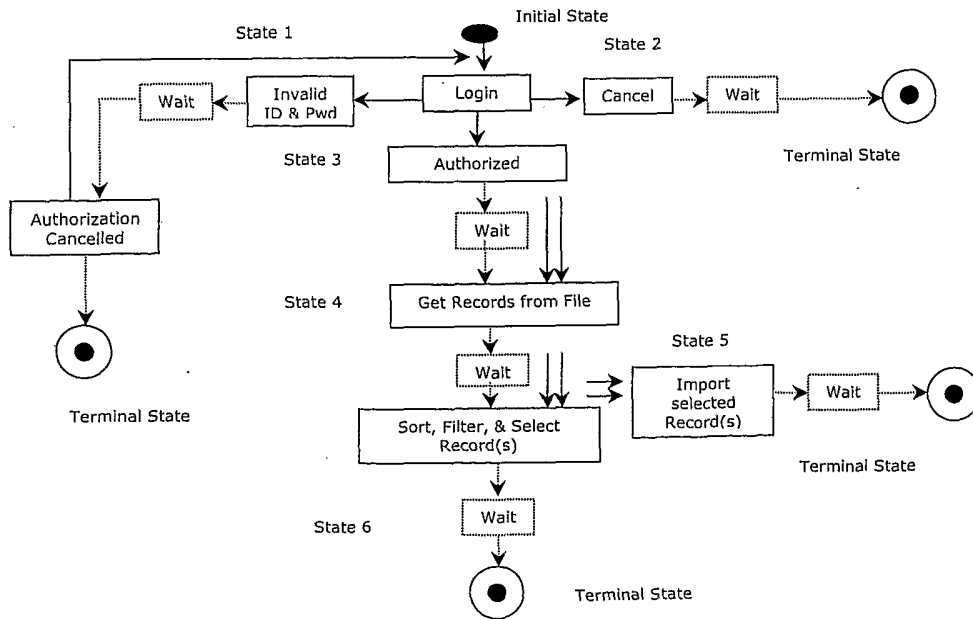 Initial State
State 1
State 2
Wait
Invalid
ID & Pwd
Login
Cancel
Wait
State 3
Authorized
Terminal State
Authorization
Cancelled
Wait
State 4
Get Records from File
State 5
Wait
Import
selected
Record(s)
Wait
Terminal State
Sort, Filter, & Select
Record(s)
Terminal State
Wait
State 6
Terminal State